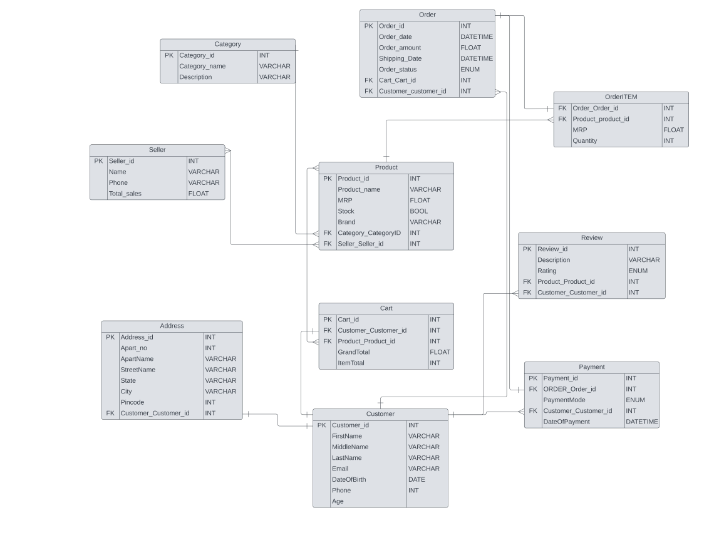 Order
PK Order_id INT
Order_date DATETIME
Order_amount FLOAT
Shipping_Date DATETIME
Order_status ENUM
FK Cart_Cart_id INT
FK Customer_customer_id INT
Category
PK Category_id INT
Category_name VARCHAR
Description VARCHAR
OrderITEM
FK Order_Order_id INT
FK Product_product_id INT
MRP FLOAT
Quantity INT
Seller
PK Seller_id INT
Name VARCHAR
Phone VARCHAR
Total_sales FLOAT
Product
PK Product_id INT
Product_name VARCHAR
MRP FLOAT
Stock BOOL
Brand VARCHAR
FK Category_CategoryID INT
FK Seller_Seller_id INT
Review
PK Review_id INT
Description VARCHAR
Rating ENUM
FK Product_Product_id INT
FK Customer_Customer_id INT
Cart
PK Cart_id INT
FK Customer_Customer_id INT
FK Product_Product_id INT
GrandTotal FLOAT
ItemTotal INT
Address
PK Address_id INT
Apart_no INT
ApartName VARCHAR
StreetName VARCHAR
State VARCHAR
City VARCHAR
Pincode INT
FK Customer_Customer_id INT
Payment
PK Payment_id INT
FK ORDER_Order_id INT
PaymentMode ENUM
FK Customer_Customer_id INT
DateOfPayment DATETIME
Customer
PK Customer_id INT
FirstName VARCHAR
MiddleName VARCHAR
LastName VARCHAR
Email VARCHAR
DateOfBirth DATE
Phone INT
Age